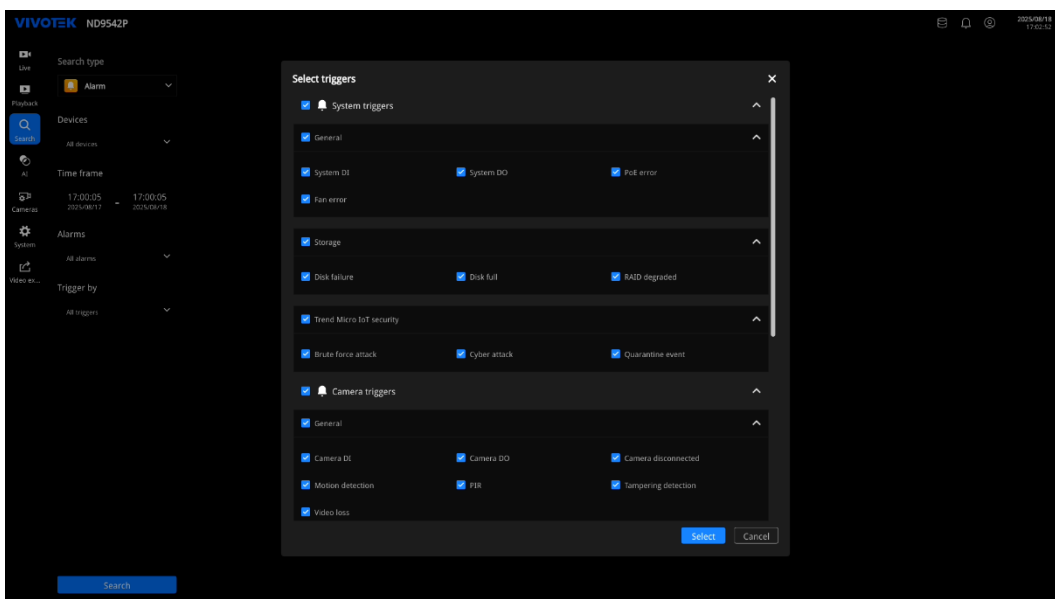 VIVOTEK ND9542P
2025/08/18
17:02:52
Live
Playback
Search
AI
Cameras
System
Video ex...
Search type
Alarm
Devices
All devices
Time frame
17:00:05 – 17:00:05
2025/08/17 2025/08/18
Alarms
All alarms
Trigger by
All triggers
Search
Select triggers
System triggers
General
System DI System DO PoE error
Fan error
Storage
Disk failure Disk full RAID degraded
Trend Micro IoT security
Brute force attack Cyber attack Quarantine event
Camera triggers
General
Camera DI Camera DO Camera disconnected
Motion detection PIR Tampering detection
Video loss
Select Cancel